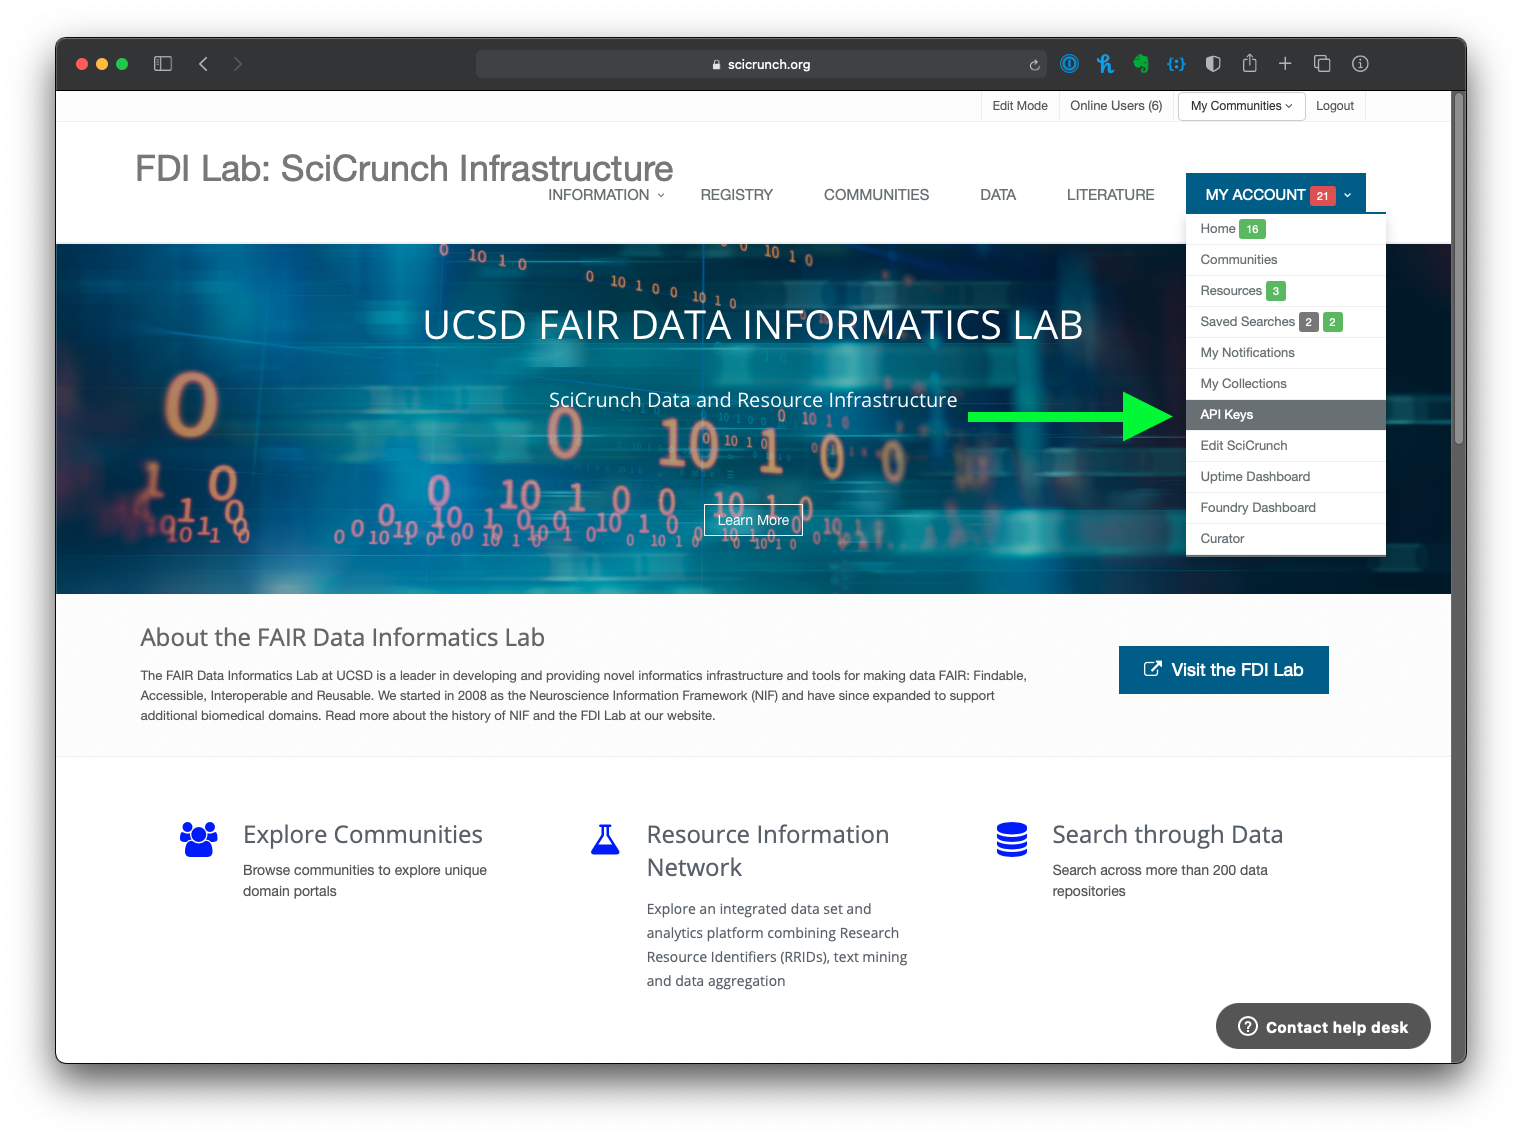 scicrunch.org
Edit Mode
Online Users (6)
My Communities
Logout
FDI Lab: SciCrunch Infrastructure
INFORMATION
REGISTRY
COMMUNITIES
DATA
LITERATURE
MY ACCOUNT 21
Home 16
Communities
Resources 3
Saved Searches 2 2
My Notifications
My Collections
API Keys
Edit SciCrunch
Uptime Dashboard
Foundry Dashboard
Curator
UCSD FAIR DATA INFORMATICS LAB
SciCrunch Data and Resource Infrastructure
Learn More
About the FAIR Data Informatics Lab
The FAIR Data Informatics Lab at UCSD is a leader in developing and providing novel informatics infrastructure and tools for making data FAIR: Findable,
Accessible, Interoperable and Reusable. We started in 2008 as the Neuroscience Information Framework (NIF) and have since expanded to support
additional biomedical domains. Read more about the history of NIF and the FDI Lab at our website.
Visit the FDI Lab
Explore Communities
Browse communities to explore unique
domain portals
Resource Information
Network
Explore an integrated data set and
analytics platform combining Research
Resource Identifiers (RRIDs), text mining
and data aggregation
Search through Data
Search across more than 200 data
repositories
Contact help desk